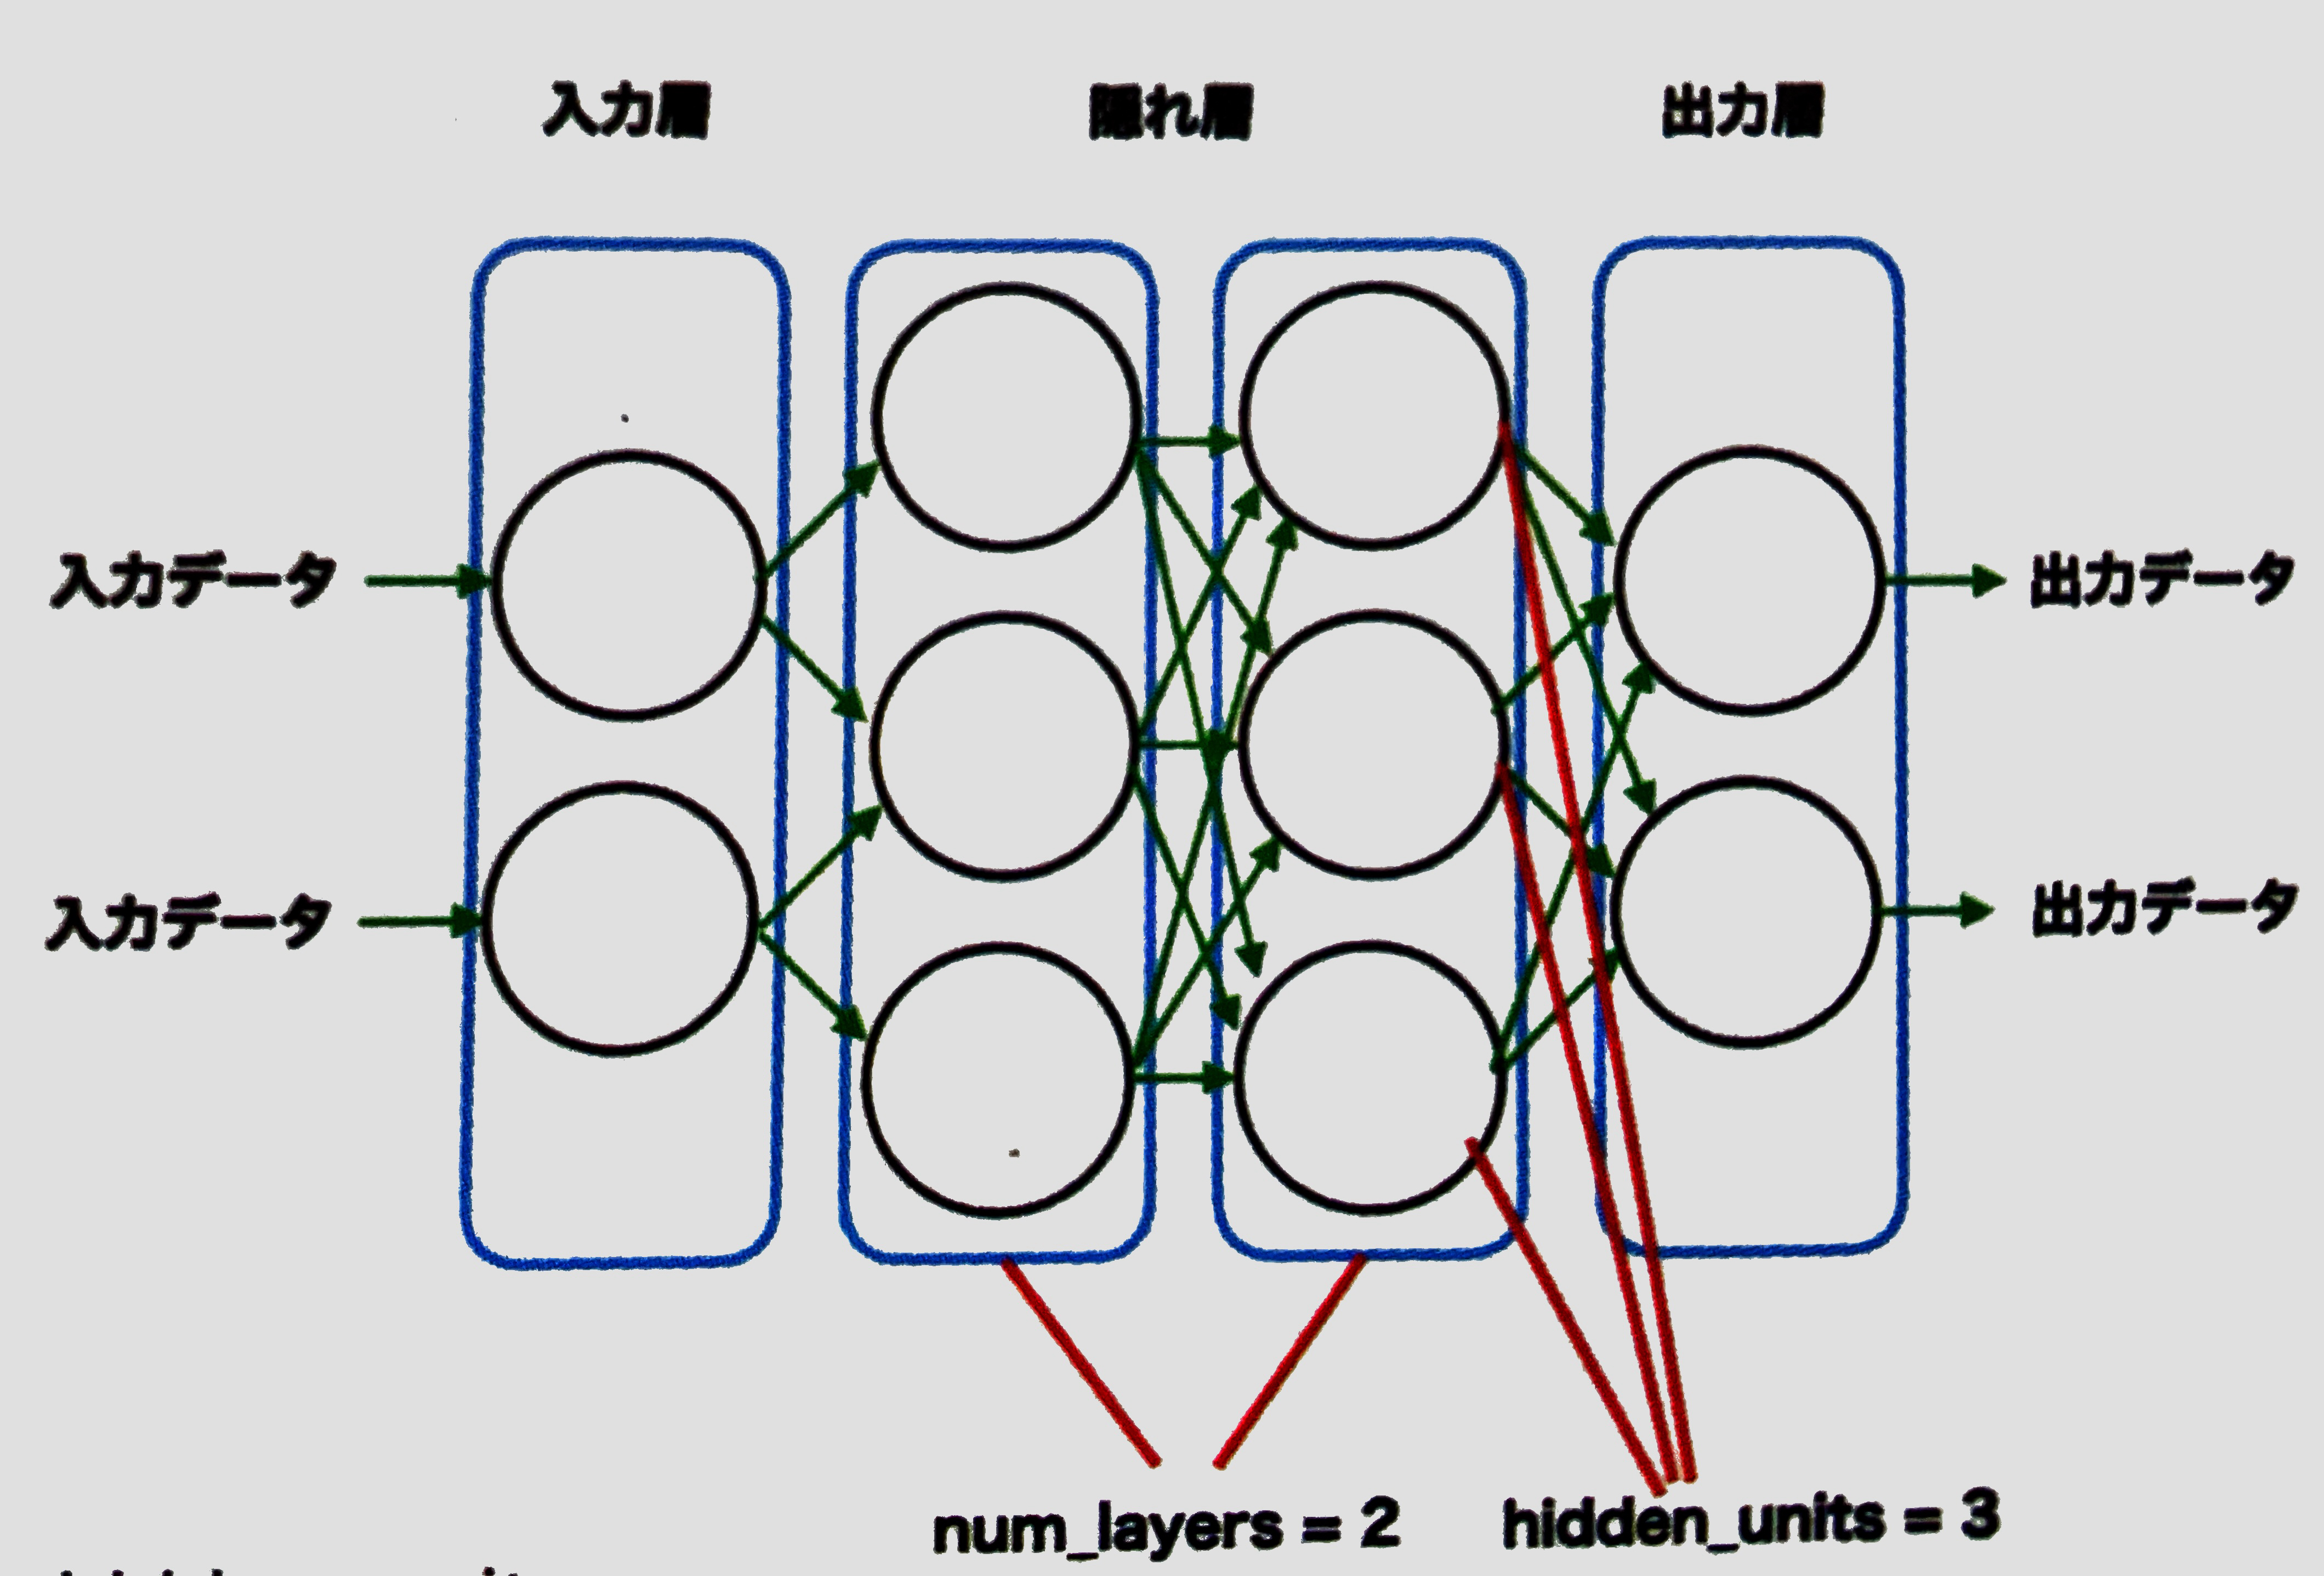 入力層 隠れ層 出力層
入力データ 出力データ
入力データ 出力データ
num_layers = 2 hidden_units = 3